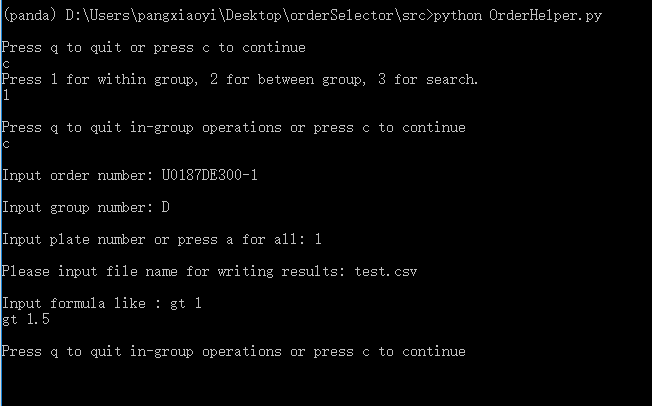 (panda) D:\Users\pangxiaoyi\Desktop\orderSelector\src>python OrderHelper.py
Press q to quit or press c to continue
c
Press 1 for within group, 2 for between group, 3 for search.
1
Press q to quit in-group operations or press c to continue
c
Input order number: U0187DE300-1
Input group number: D
Input plate number or press a for all: 1
Please input file name for writing results: test.csv
Input formula like : gt 1
gt 1.5
Press q to quit in-group operations or press c to continue